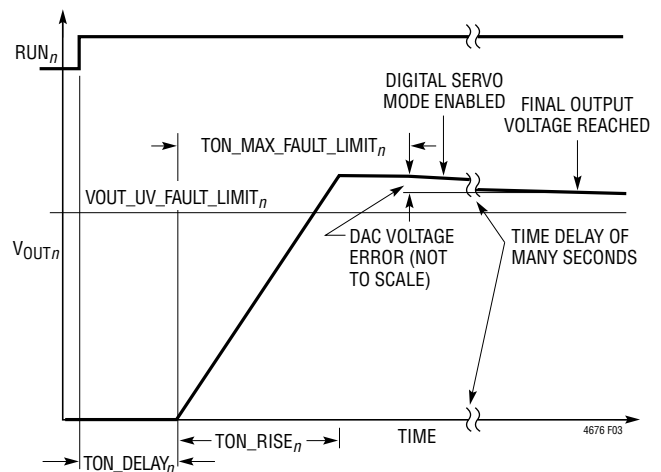 RUNn
DIGITAL SERVO
MODE ENABLED
FINAL OUTPUT
VOLTAGE REACHED
TON_MAX_FAULT_LIMITn
VOUT_UV_FAULT_LIMITn
VOUTn
DAC VOLTAGE
ERROR (NOT
TO SCALE)
TIME DELAY OF
MANY SECONDS
TON_RISEn
TIME
4676 F03
TON_DELAYn